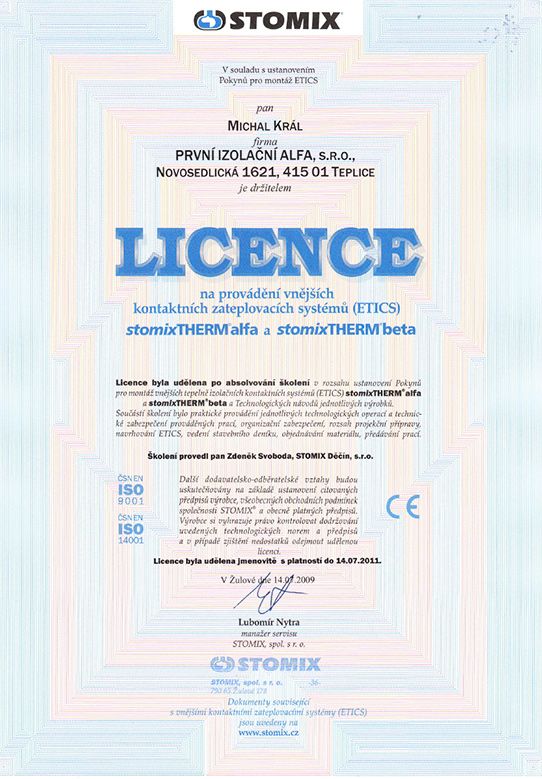 STOMIX
V souladu s ustanovením
Pokynů pro montáž ETICS
pan
MICHAL KRÁL
firma
PRVNÍ IZOLAČNÍ ALFA, S.R.O.,
NOVOSEDLICKÁ 1621, 415 01 TEPLICE
je držitelem
LICENCE
na provádění vnějších
kontaktních zateplovacích systémů (ETICS)
stomixTHERM®alfa a stomixTHERM®beta
Licence byla udělena po absolvování školení v rozsahu ustanovení Pokynů
pro montáž vnějších tepelně izolačních kontaktních systémů (ETICS) stomixTHERM®alfa
a stomixTHERM®beta a Technologických návodů jednotlivých výrobků.
Součástí školení bylo praktické provádění jednotlivých technologických operací a technic-
ké zabezpečení prováděných prací, organizační zabezpečení, rozsah projekční přípravy,
navrhování ETICS, vedení stavebního deníku, objednávání materiálu, předávání prací.
Školení provedl pan Zdeněk Svoboda, STOMIX Děčín, s.r.o.
ČSN EN
ISO
9001
ČSN EN
ISO
14001
Další dodavatelsko-odběratelské vztahy budou
uskutečňovány na základě ustanovení citovaných
předpisů výrobce, všeobecných obchodních podmínek
společnosti STOMIX® a obecně platných předpisů.
Výrobce si vyhrazuje právo kontrolovat dodržování
uvedených technologických norem a předpisů
a v případě zjištění nedostatků odejmout udělenou
licenci.
CE
Licence byla udělena jmenovitě s platností do 14.07.2011.
V Žulové dne 14.07.2009
Lubomír Nytra
manažer servisu
STOMIX, spol. s r. o.
STOMIX
STOMIX, spol. s r. o. -36-
790 65 Žulová 178
Dokumenty související
s vnějšími kontaktními zateplovacími systémy (ETICS)
jsou uvedeny na
www.stomix.cz